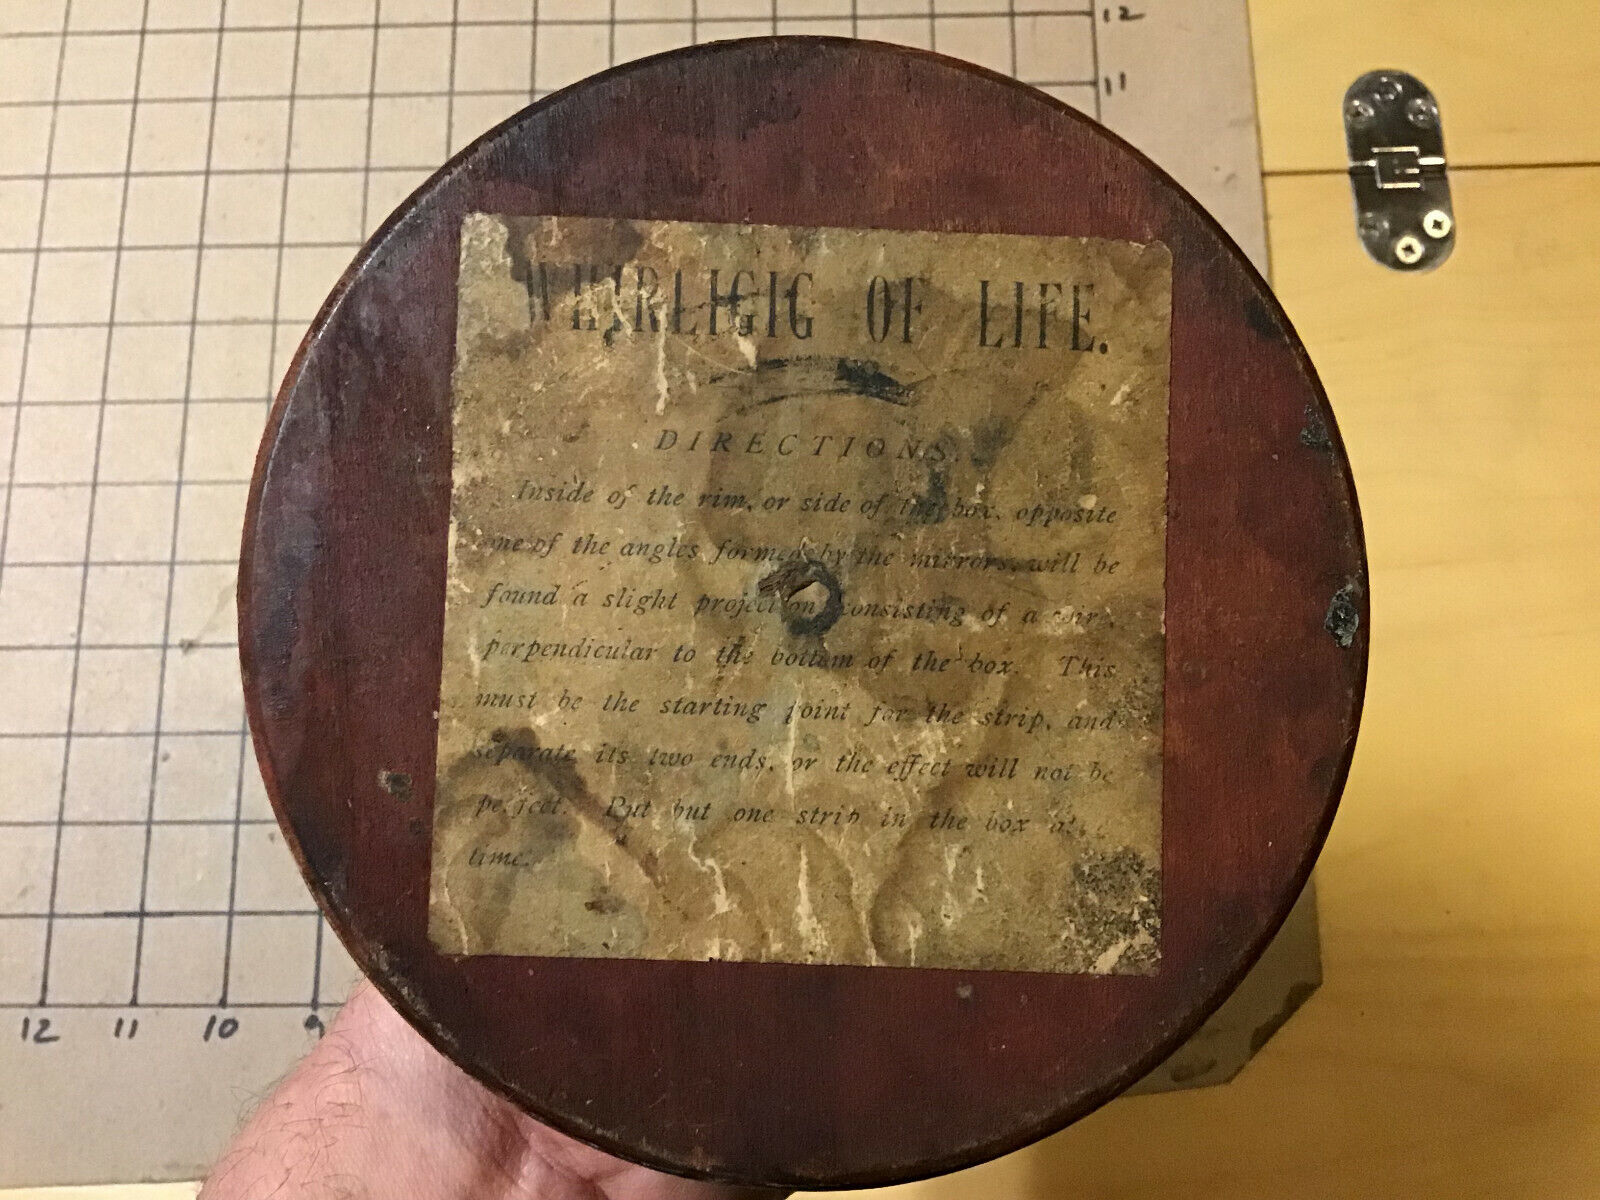 12
11
WHIRLIGIG OF LIFE.
DIRECTIONS.
Inside of the rim, or side of the box, opposite
one of the angles formed by the mirrors, will be
found a slight projection consisting of a wire,
perpendicular to the bottom of the box. This
must be the starting point for the strip, and
separate its two ends, or the effect will not be
perfect. Put but one strip in the box at a
time.
12 11 10 9